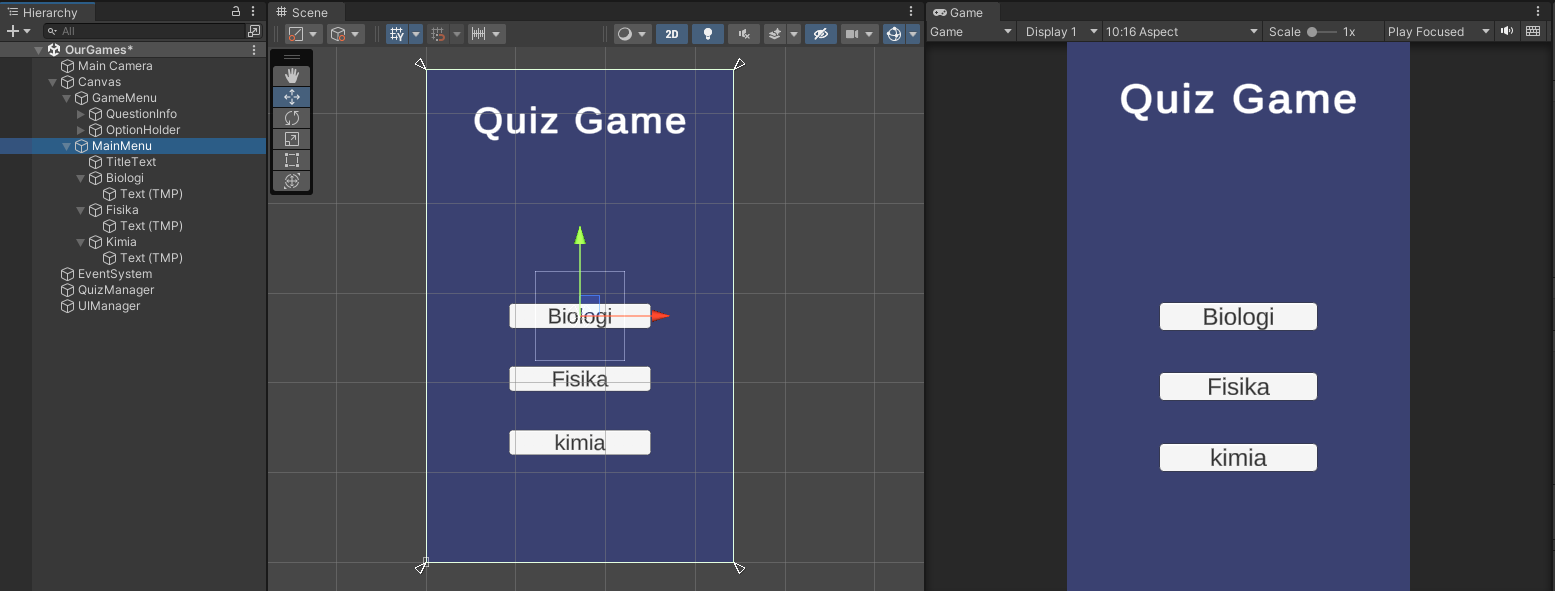 Hierarchy
All
OurGames*
Main Camera
Canvas
GameMenu
QuestionInfo
OptionHolder
MainMenu
TitleText
Biologi
Text (TMP)
Fisika
Text (TMP)
Kimia
Text (TMP)
EventSystem
QuizManager
UIManager
Scene
2D
Quiz Game
Biologi
Fisika
kimia
Game
Game Display 1 10:16 Aspect Scale 1x Play Focused
Quiz Game
Biologi
Fisika
kimia